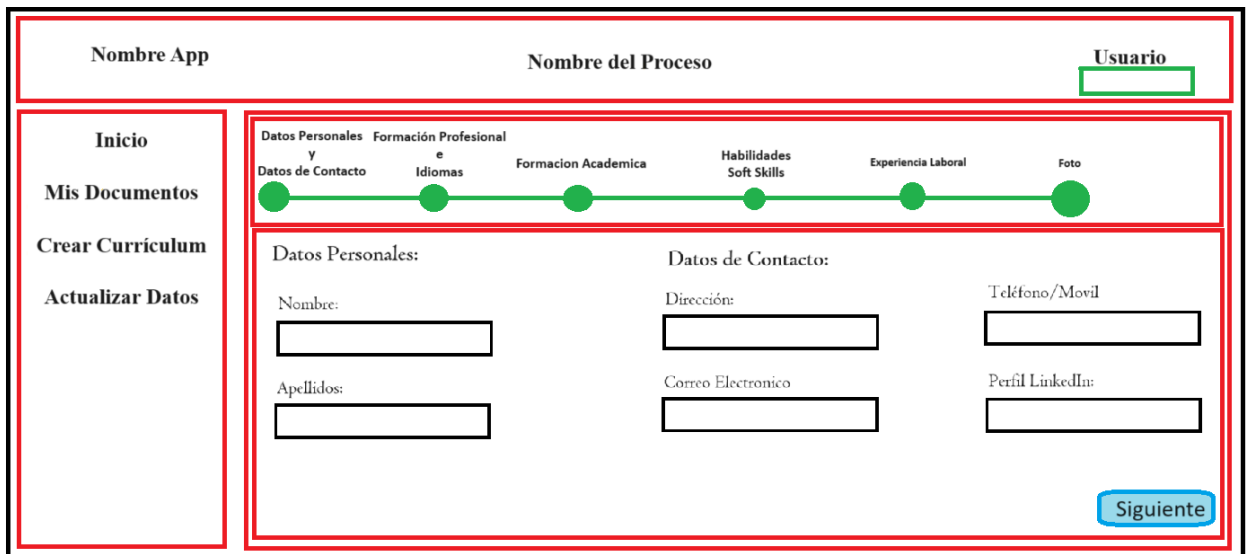 Nombre App
Nombre del Proceso
Usuario
Inicio
Mis Documentos
Crear Currículum
Actualizar Datos
Datos Personales
y
Datos de Contacto
Formación Profesional
e
Idiomas
Formacion Academica
Habilidades
Soft Skills
Experiencia Laboral
Foto
Datos Personales:
Datos de Contacto:
Nombre:
Dirección:
Teléfono/Movil
Apellidos:
Correo Electronico
Perfil LinkedIn:
Siguiente